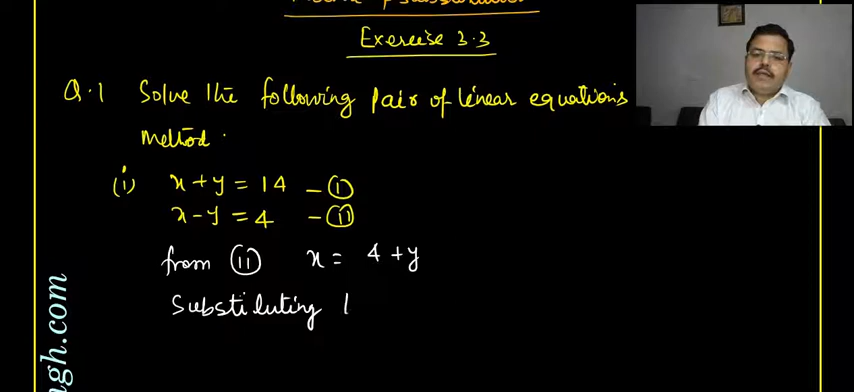 Exercise 3.3
Q.1 Solve the following pair of linear equations
Method.
(i) x + y = 14 — (i)
x - y = 4 — (ii)
from (ii) x = 4 + y
Substituting
gh.com